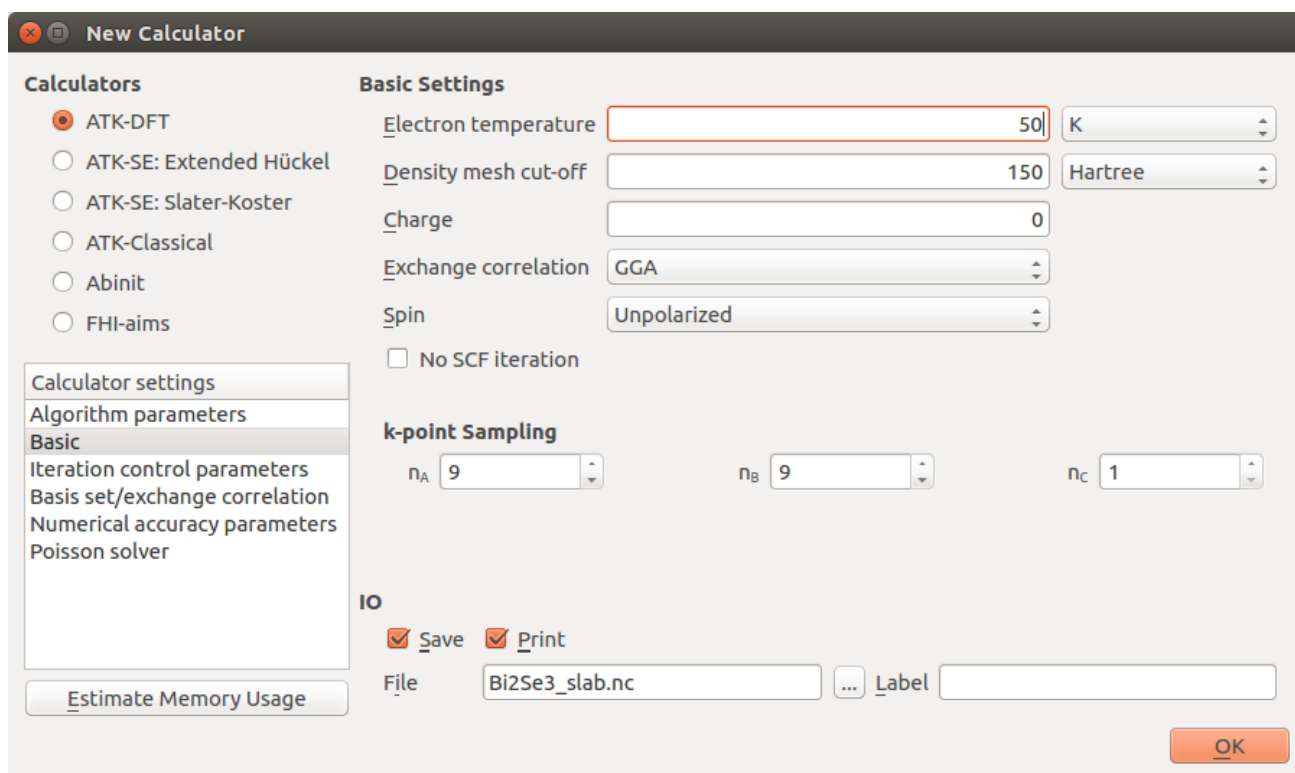 New Calculator
Calculators
ATK-DFT
ATK-SE: Extended Hückel
ATK-SE: Slater-Koster
ATK-Classical
Abinit
FHI-aims
Calculator settings
Algorithm parameters
Basic
Iteration control parameters
Basis set/exchange correlation
Numerical accuracy parameters
Poisson solver
Estimate Memory Usage
Basic Settings
Electron temperature 50 K
Density mesh cut-off 150 Hartree
Charge 0
Exchange correlation GGA
Spin Unpolarized
No SCF iteration
k-point Sampling
nA 9 nB 9 nC 1
IO
Save Print
File Bi2Se3_slab.nc ... Label
OK